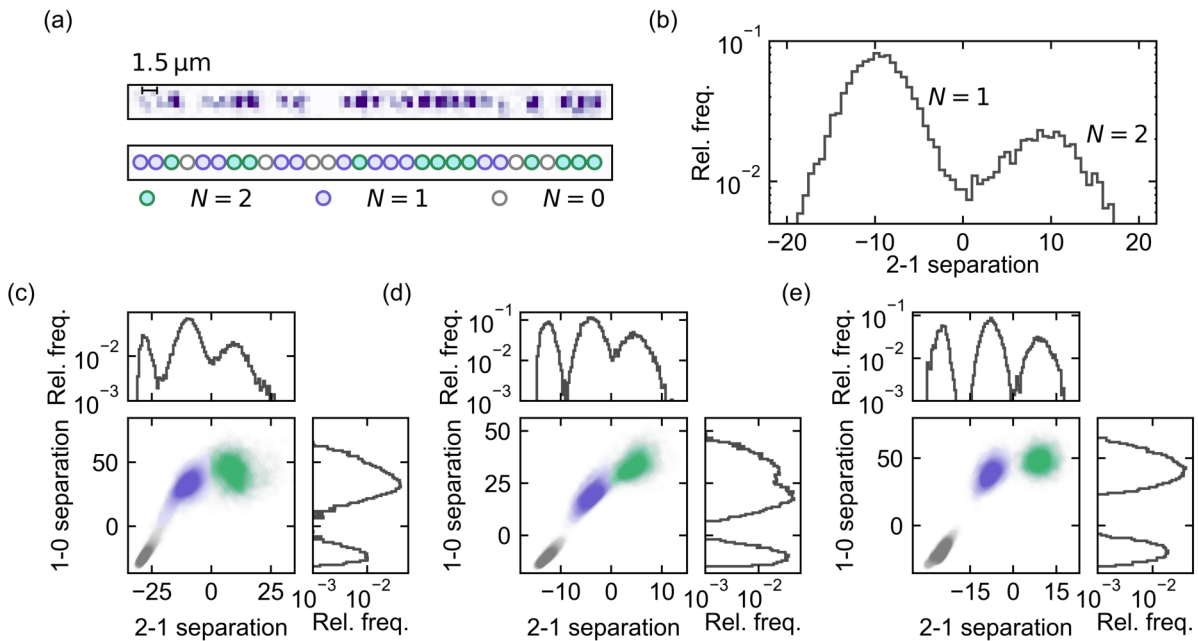 (a)
1.5 μm
N = 2
N = 1
N = 0
(b)
Rel. freq.
10⁻¹
10⁻²
N = 1
N = 2
−20
−10
0
10
20
2-1 separation
(c)
Rel. freq.
10⁻²
10⁻³
1-0 separation
50
0
−25
0
25
2-1 separation
10⁻³
10⁻²
Rel. freq.
(d)
Rel. freq.
10⁻¹
10⁻²
10⁻³
1-0 separation
50
25
0
−10
0
10
2-1 separation
10⁻³
10⁻²
Rel. freq.
(e)
Rel. freq.
10⁻¹
10⁻²
10⁻³
1-0 separation
50
0
−15
0
15
2-1 separation
10⁻³
10⁻²
Rel. freq.